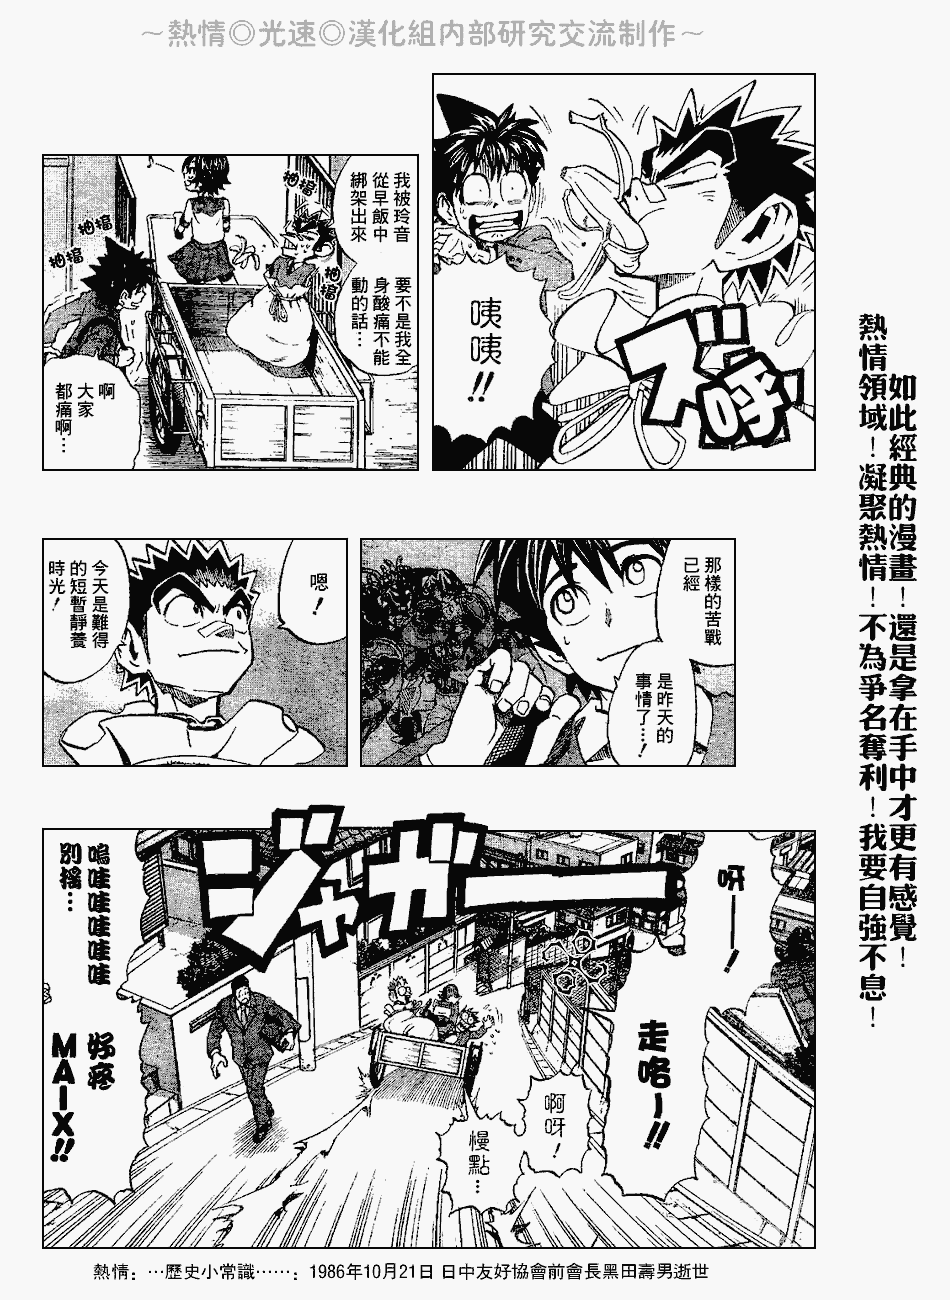 ～熱情◎光速◎漢化組内部研究交流制作～
咦
咦
!!
ズ
呼
我被玲音
從早飯中
綁架出來
要不是我全
身酸痛不能
動的話…
抽搐
抽搐
抽搐
抽搐
啊
大家
都痛啊…
那樣的苦戰
已經
是昨天的
事情了…!
嗯!
今天是難得
的短暫靜養
時光!
ジャガーー
呀——!
走咯~!!
啊呀!
慢點…
嗚哇哇哇哇哇
別搖…
好疼
MAIX!!
如此經典的漫畫！還是拿在手中才更有感覺！
熱情領域！凝聚熱情！不為爭名奪利！我要自強不息！
熱情：…歷史小常識……：1986年10月21日 日中友好協會前會長黑田壽男逝世